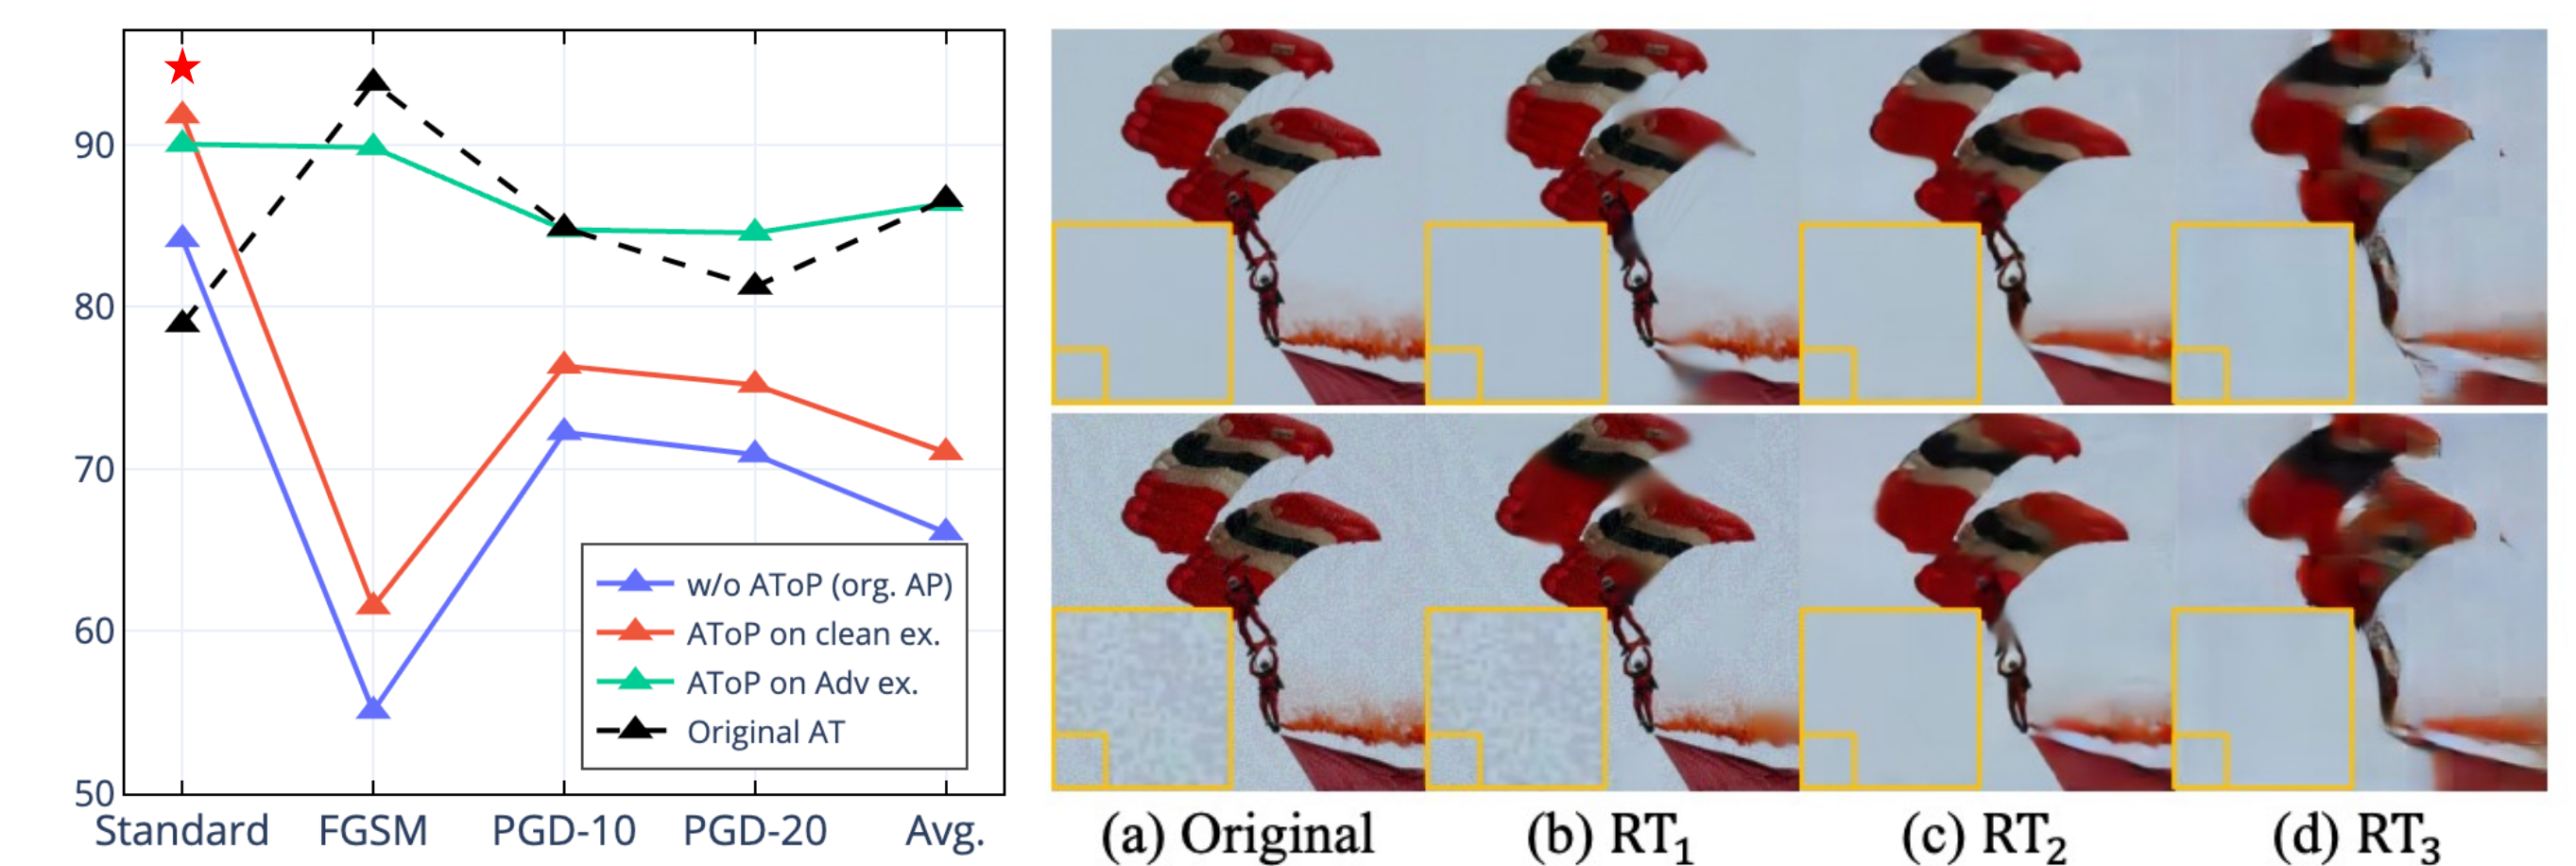 90
80
70
60
50
Standard FGSM PGD-10 PGD-20 Avg.
w/o AToP (org. AP)
AToP on clean ex.
AToP on Adv ex.
Original AT
(a) Original (b) RT₁ (c) RT₂ (d) RT₃